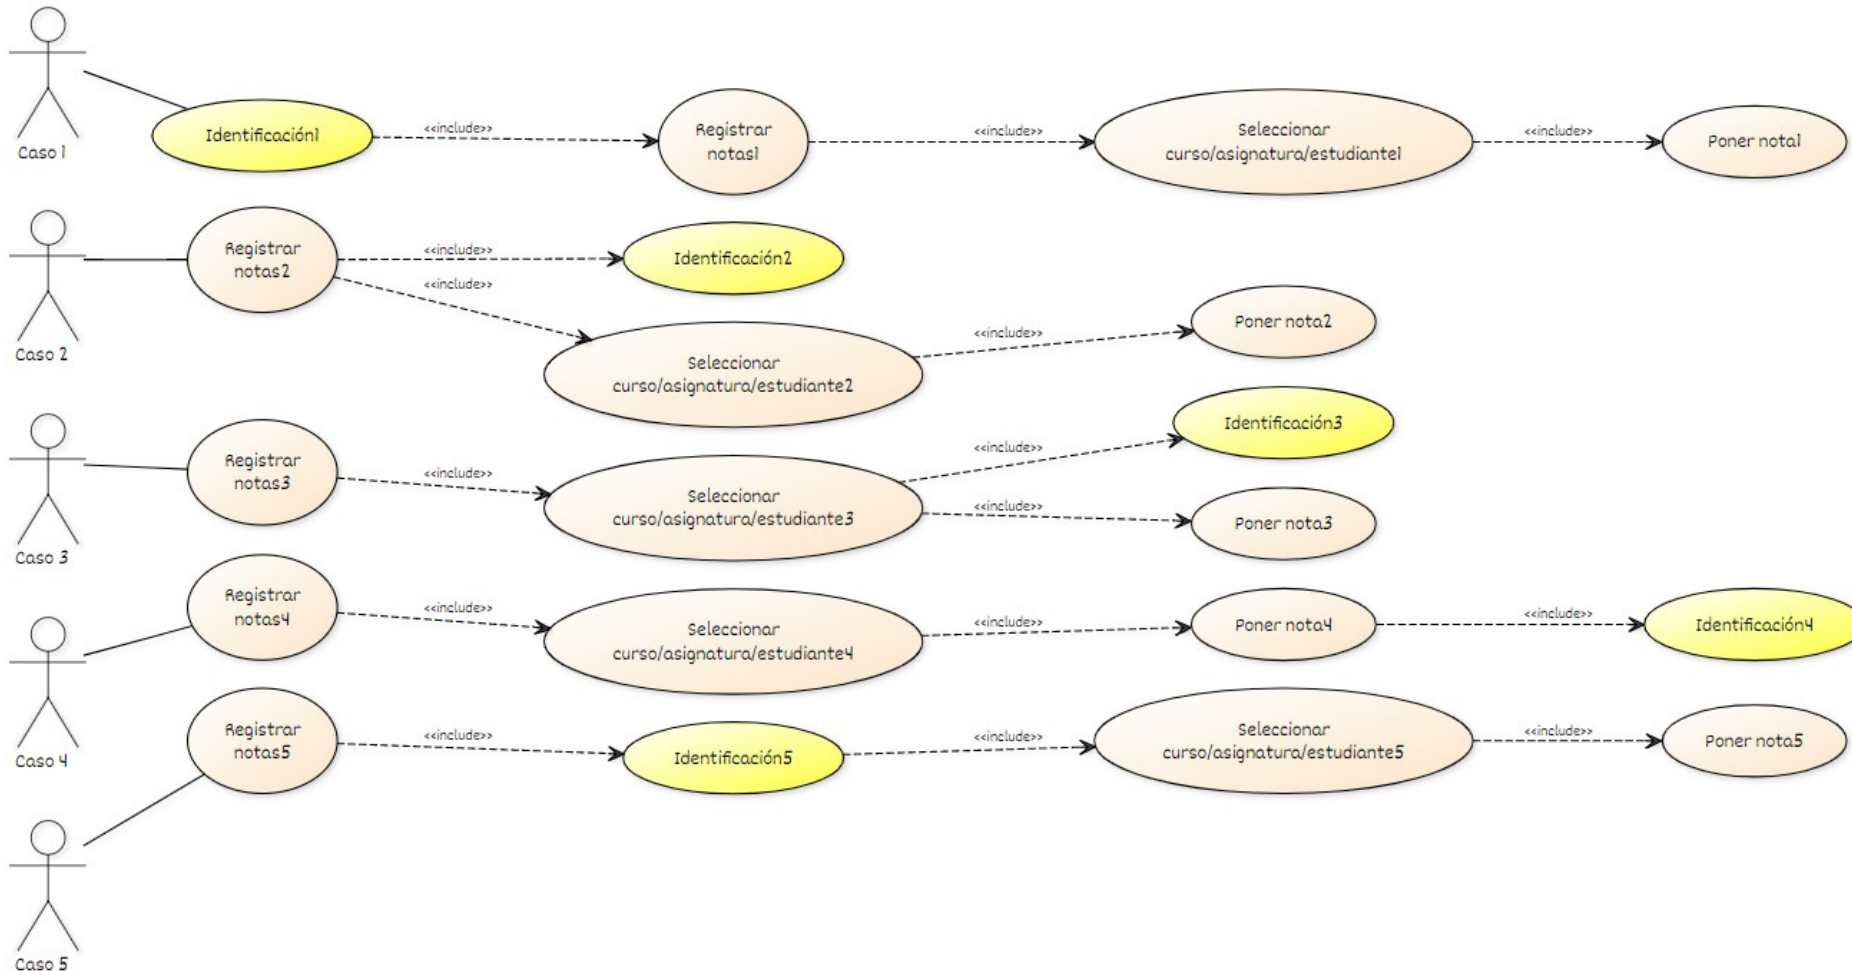 Caso 1
Identificación1
<<include>>
Registrar
notas1
<<include>>
Seleccionar
curso/asignatura/estudiante1
<<include>>
Poner nota1
Caso 2
Registrar
notas2
<<include>>
Identificación2
<<include>>
Seleccionar
curso/asignatura/estudiante2
<<include>>
Poner nota2
Caso 3
Registrar
notas3
<<include>>
Seleccionar
curso/asignatura/estudiante3
<<include>>
Identificación3
<<include>>
Poner nota3
Caso 4
Registrar
notas4
<<include>>
Seleccionar
curso/asignatura/estudiante4
<<include>>
Poner nota4
<<include>>
Identificación4
Caso 5
Registrar
notas5
<<include>>
Identificación5
<<include>>
Seleccionar
curso/asignatura/estudiante5
<<include>>
Poner nota5